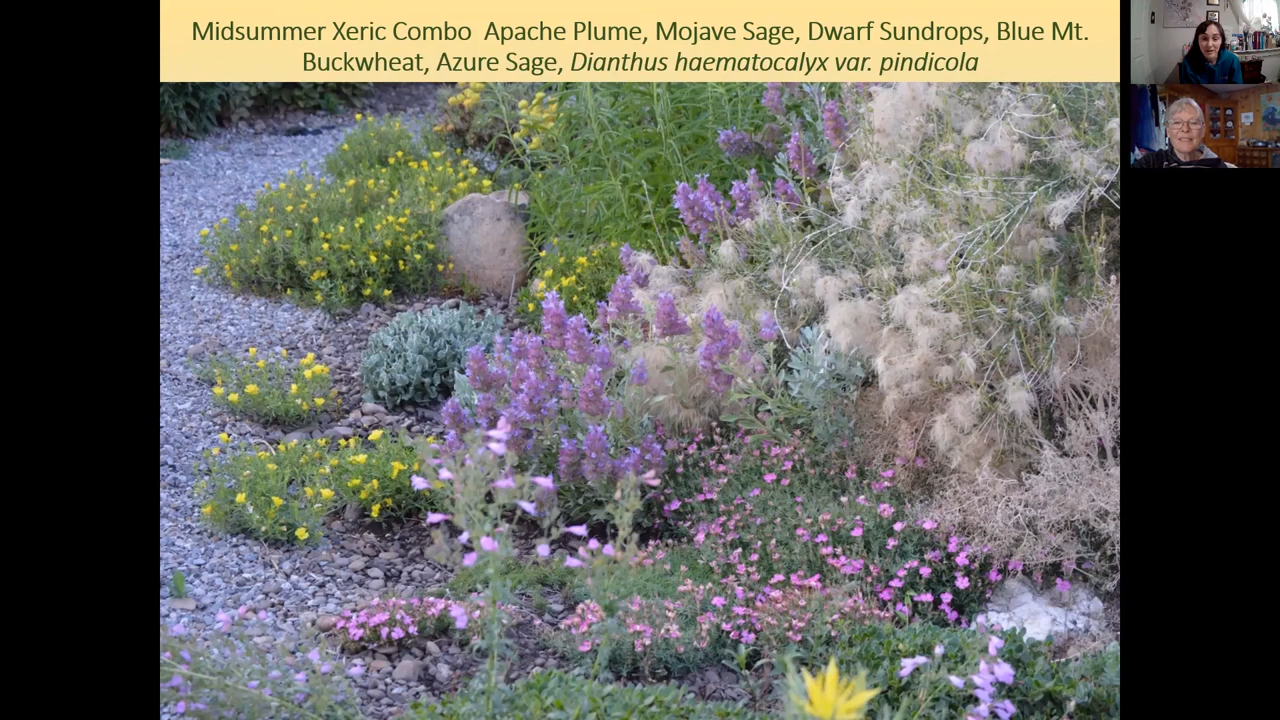 Midsummer Xeric Combo  Apache Plume, Mojave Sage, Dwarf Sundrops, Blue Mt.
Buckwheat, Azure Sage, Dianthus haematocalyx var. pindicola